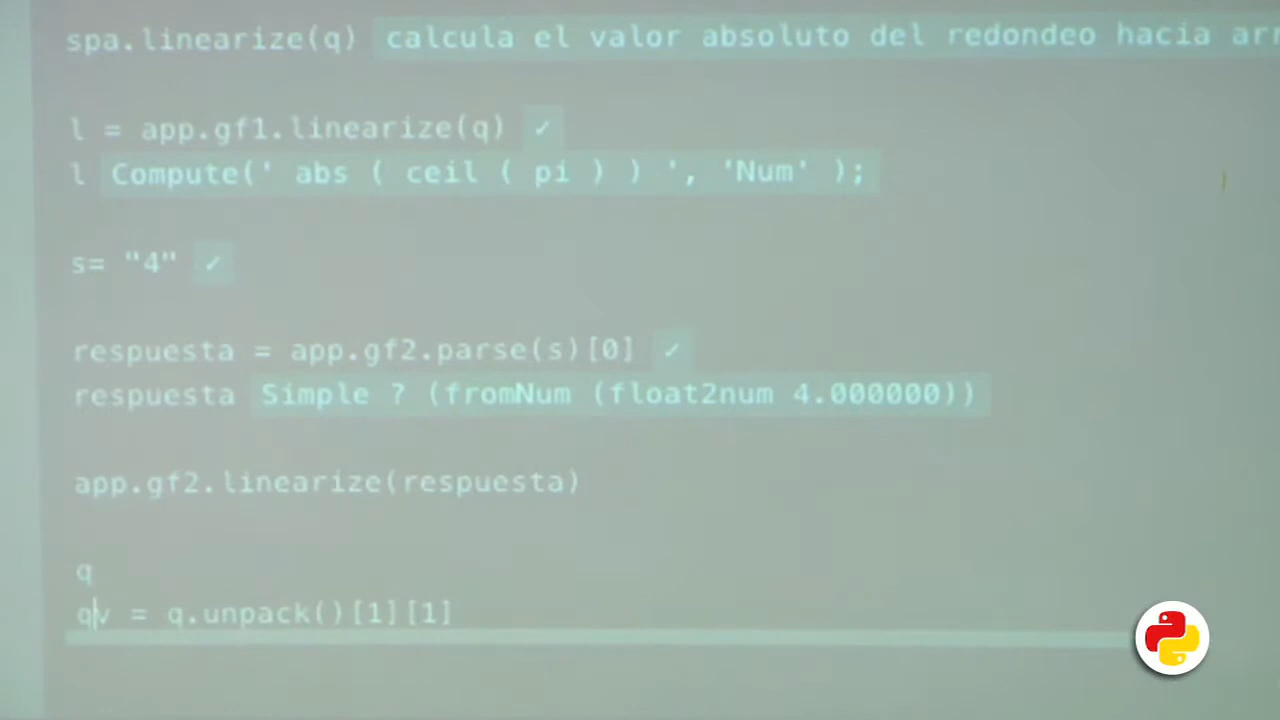 spa.linearize(q) calcula el valor absoluto del redondeo hacia
l = app.gf1.linearize(q) ✓
l Compute(' abs ( ceil ( pi ) ) ', 'Num' );
s= "4" ✓
respuesta = app.gf2.parse(s)[0] ✓
respuesta Simple ? (fromNum (float2num 4.000000))
app.gf2.linearize(respuesta)
q
qv = q.unpack()[1][1]